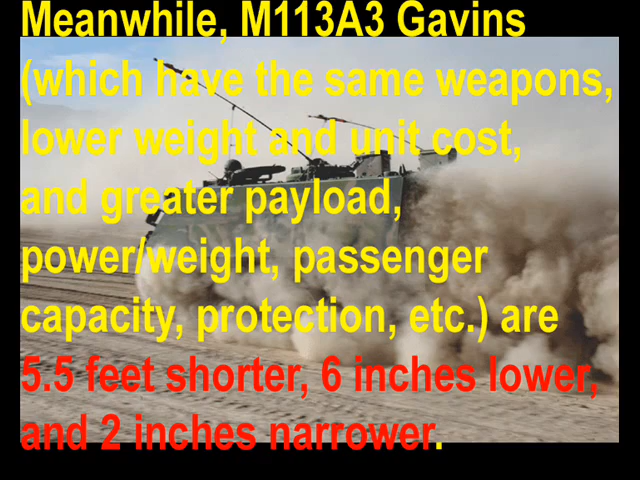 Meanwhile, M113A3 Gavins
(which have the same weapons,
lower weight and unit cost,
and greater payload,
power/weight, passenger
capacity, protection, etc.) are
5.5 feet shorter, 6 inches lower,
and 2 inches narrower.